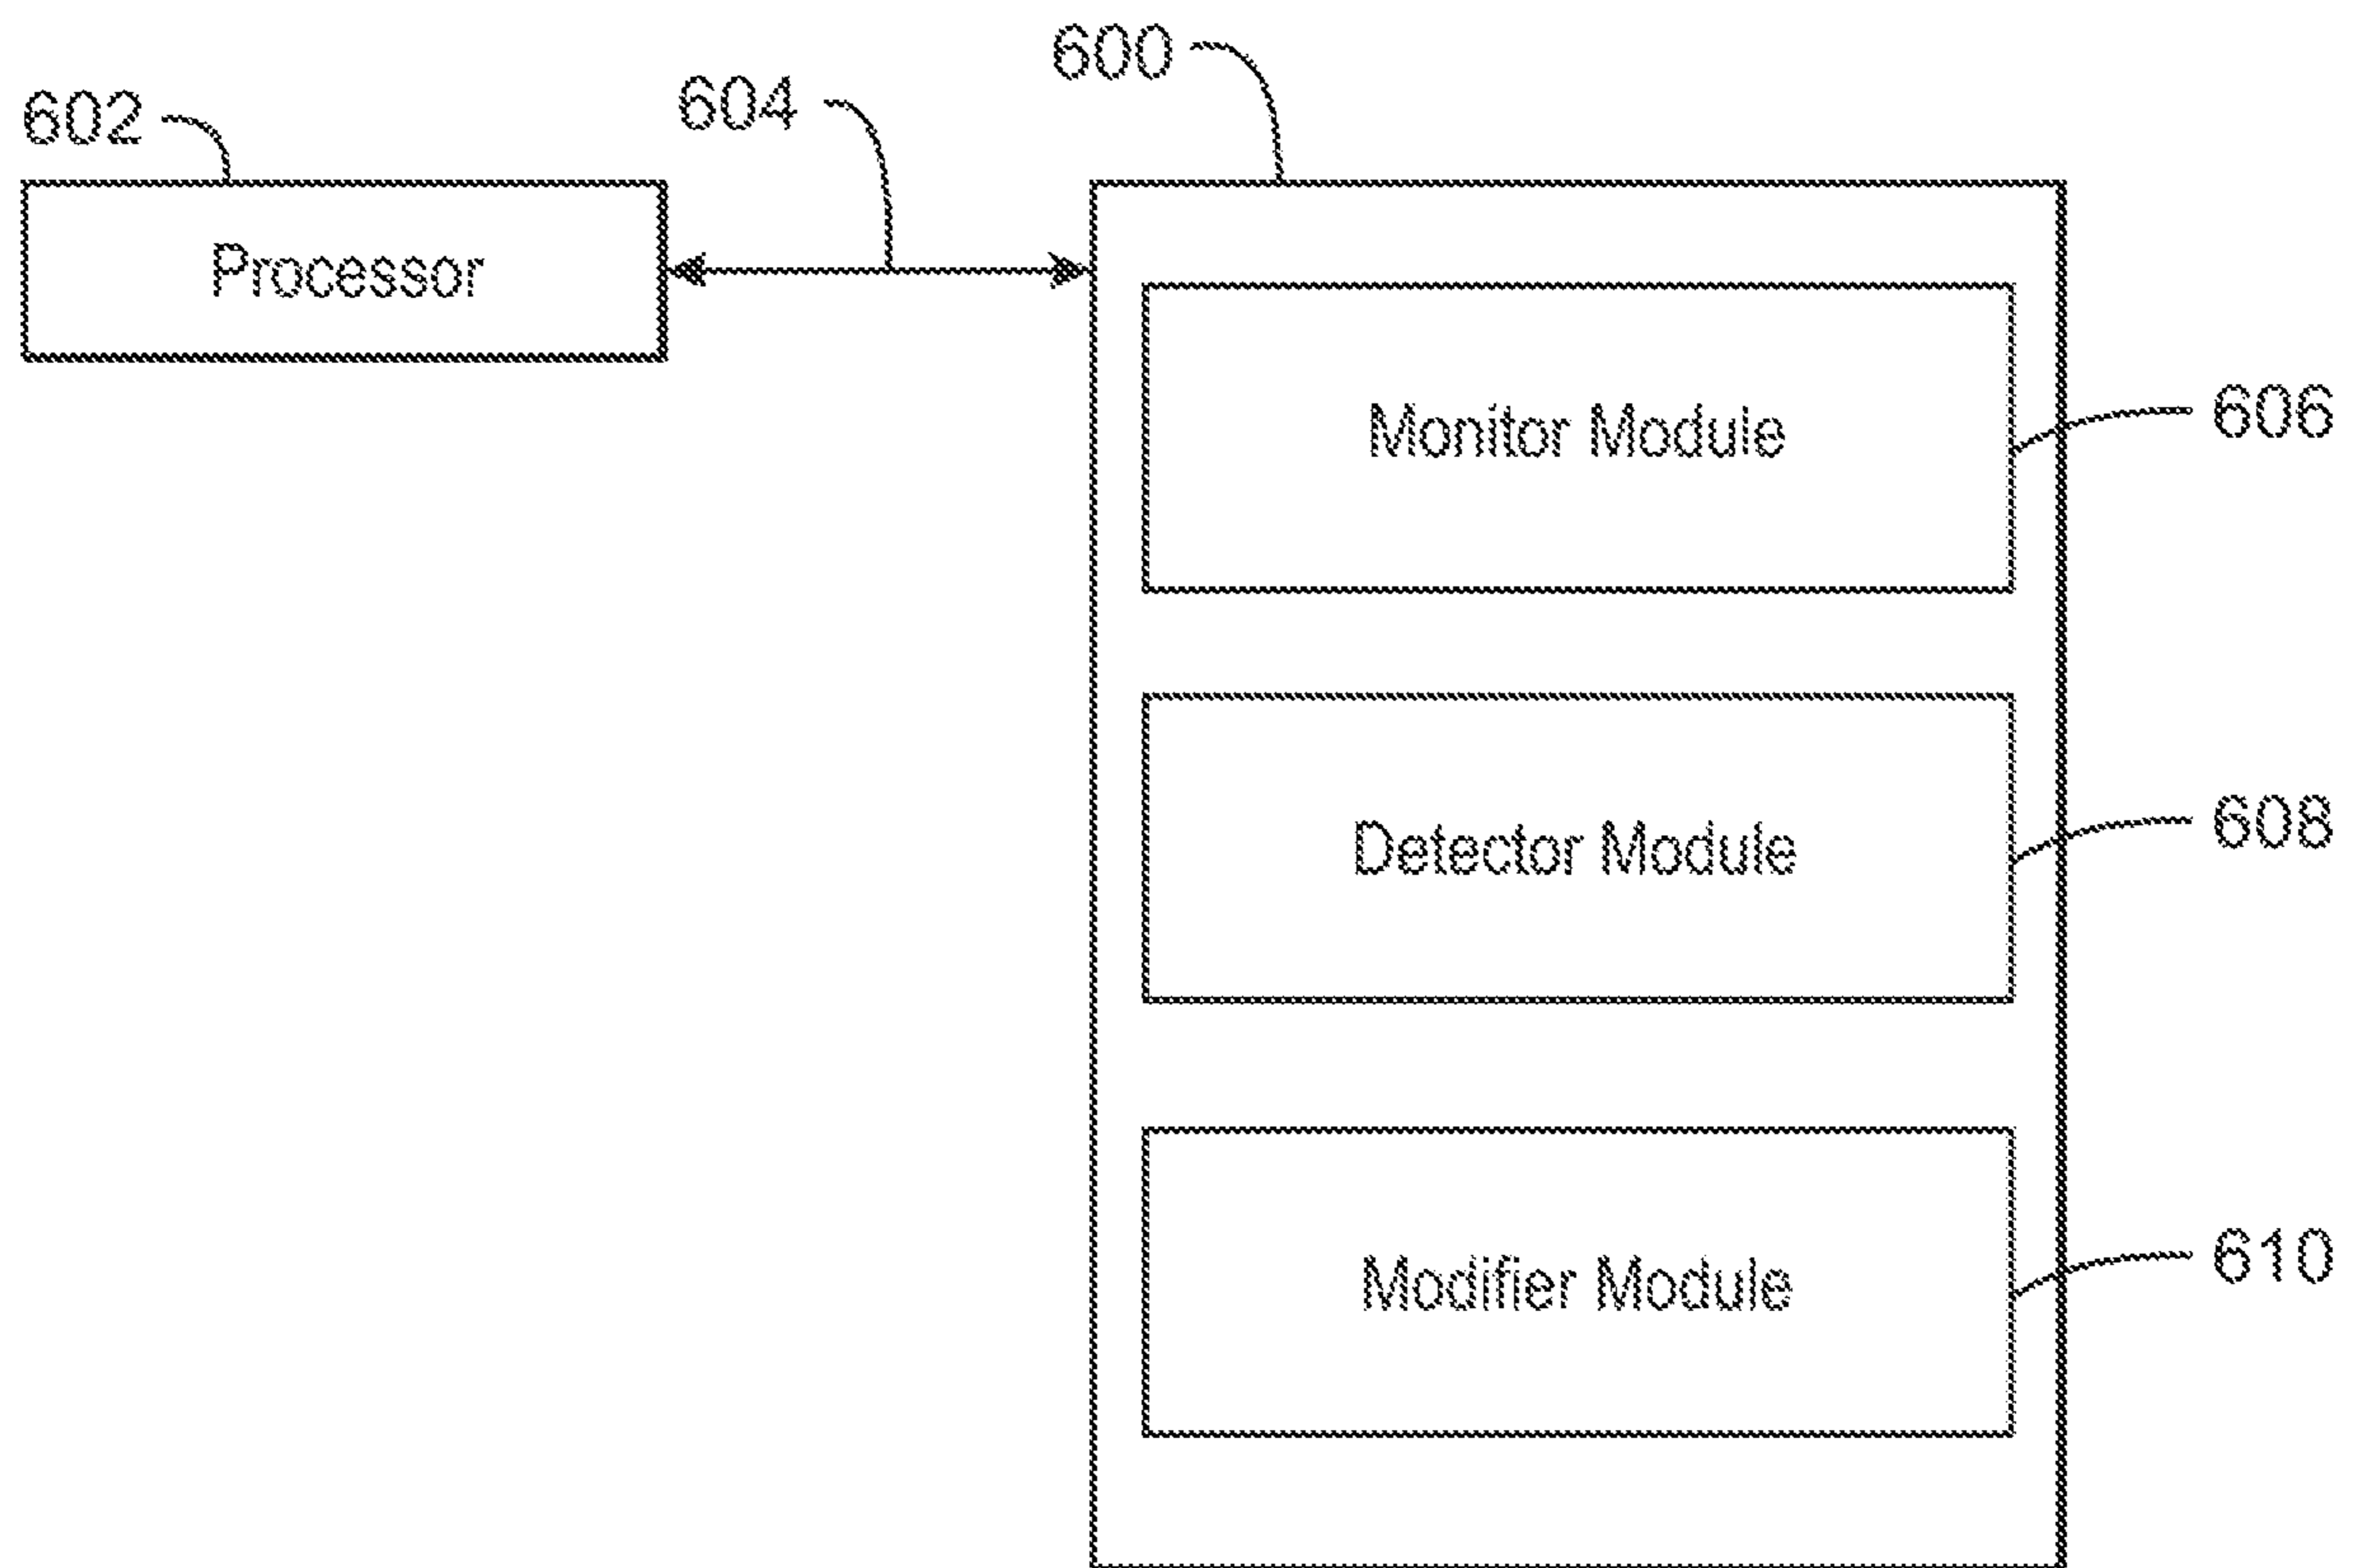 600
604
602
Processor
Monitor Module
606
Detector Module
608
Modifier Module
610